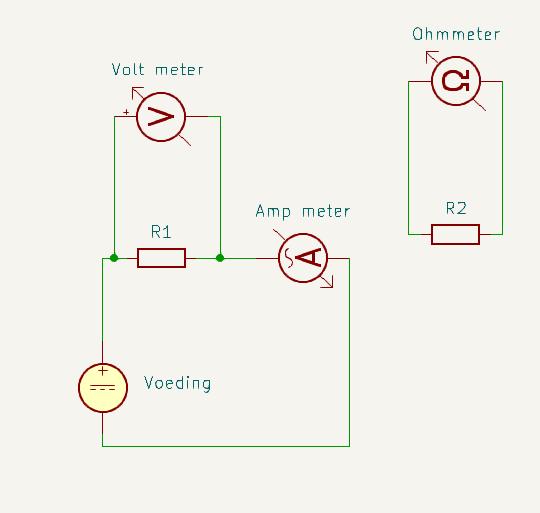 Ohmmeter
Volt meter
+
V
Ω
R2
Amp meter
R1
A
+
Voeding